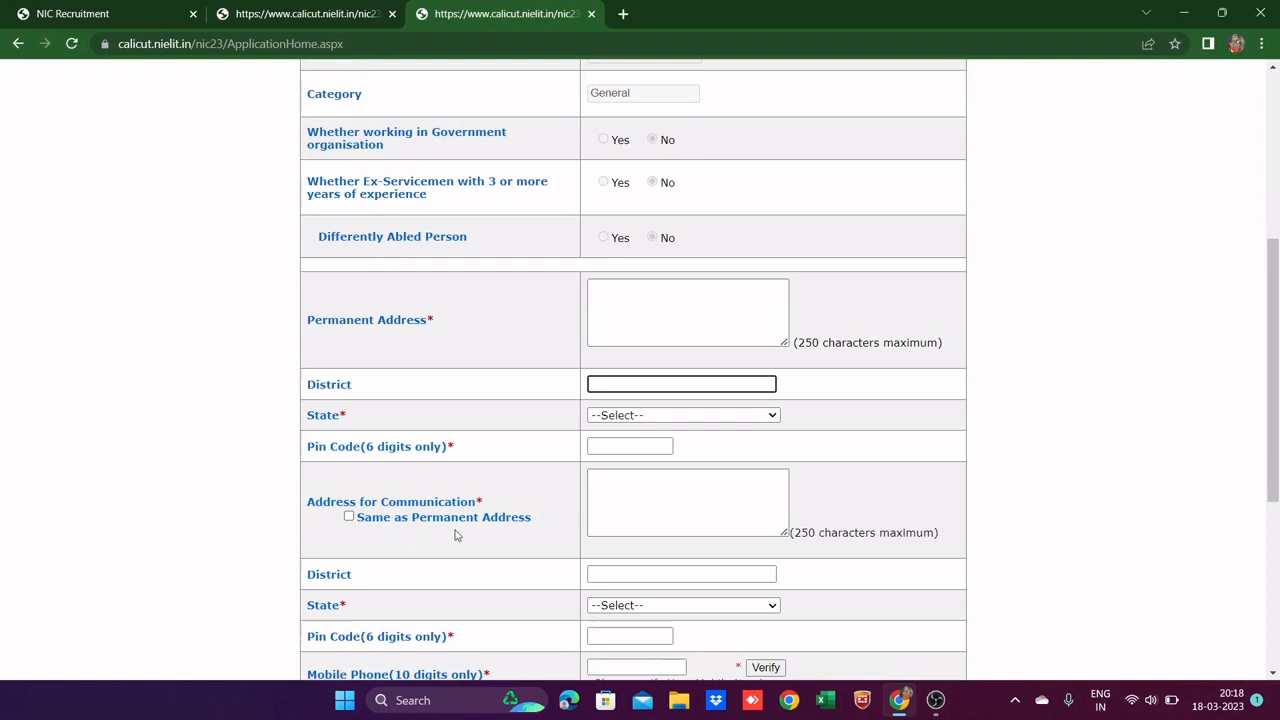 NIC Recruitment
https://www.calicut.nielit.in/nic23
https://www.calicut.nielit.in/nic23
calicut.nielit.in/nic23/ApplicationHome.aspx
Category
General
Whether working in Government
organisation
Yes No
Whether Ex-Servicemen with 3 or more
years of experience
Yes No
Differently Abled Person
Yes No
Permanent Address*
(250 characters maximum)
District
State*
--Select--
Pin Code(6 digits only)*
Address for Communication*
Same as Permanent Address
(250 characters maximum)
District
State*
--Select--
Pin Code(6 digits only)*
Mobile Phone(10 digits only)*
* Verify
Search
ENG
IN
20:18
18-03-2023
1